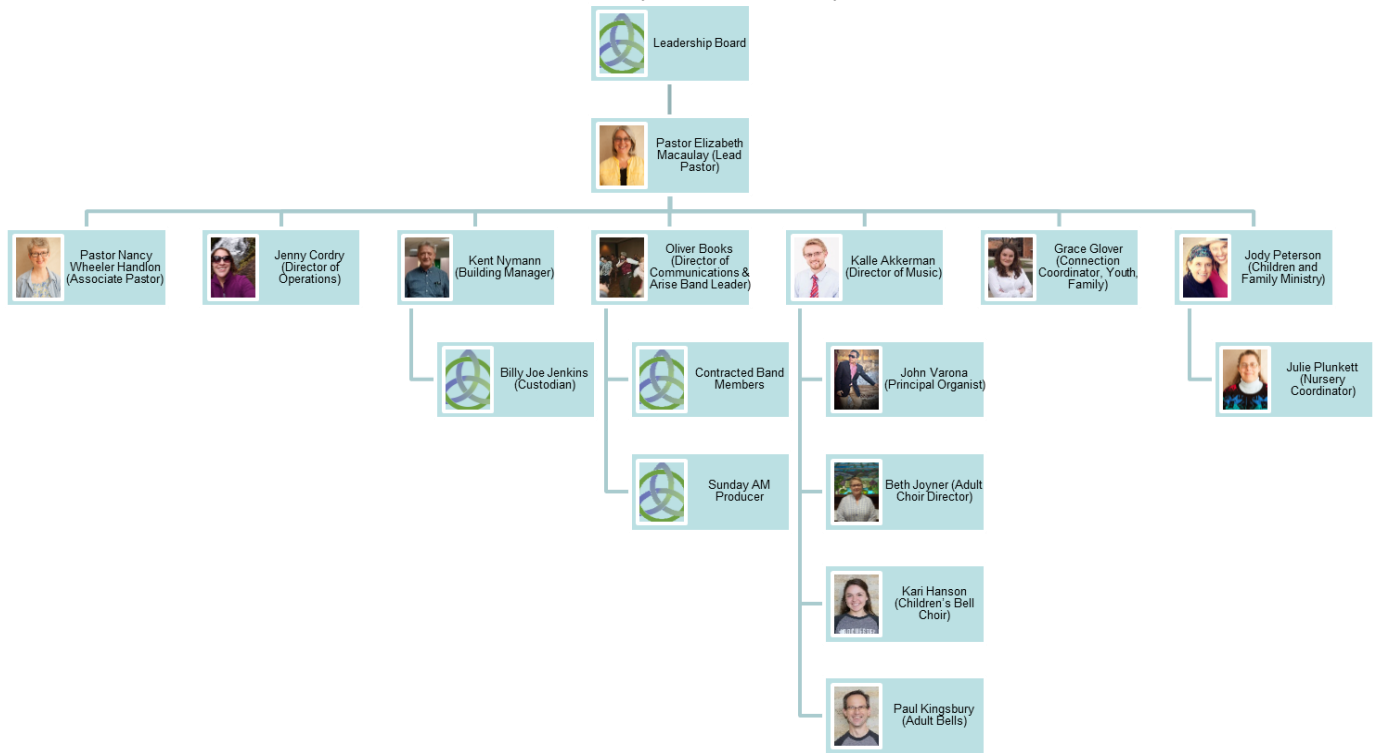 Leadership Board
Pastor Elizabeth
Macaulay (Lead
Pastor)
Pastor Nancy
Wheeler Handlon
(Associate Pastor)
Jenny Cordry
(Director of
Operations)
Kent Nymann
(Building Manager)
Oliver Books
(Director of
Communications &
Arise Band Leader)
Kalle Akkerman
(Director of Music)
Grace Glover
(Connection
Coordinator, Youth,
Family)
Jody Peterson
(Children and
Family Ministry)
Billy Joe Jenkins
(Custodian)
Contracted Band
Members
John Varona
(Principal Organist)
Julie Plunkett
(Nursery
Coordinator)
Sunday AM
Producer
Beth Joyner (Adult
Choir Director)
Kari Hanson
(Children’s Bell
Choir)
Paul Kingsbury
(Adult Bells)